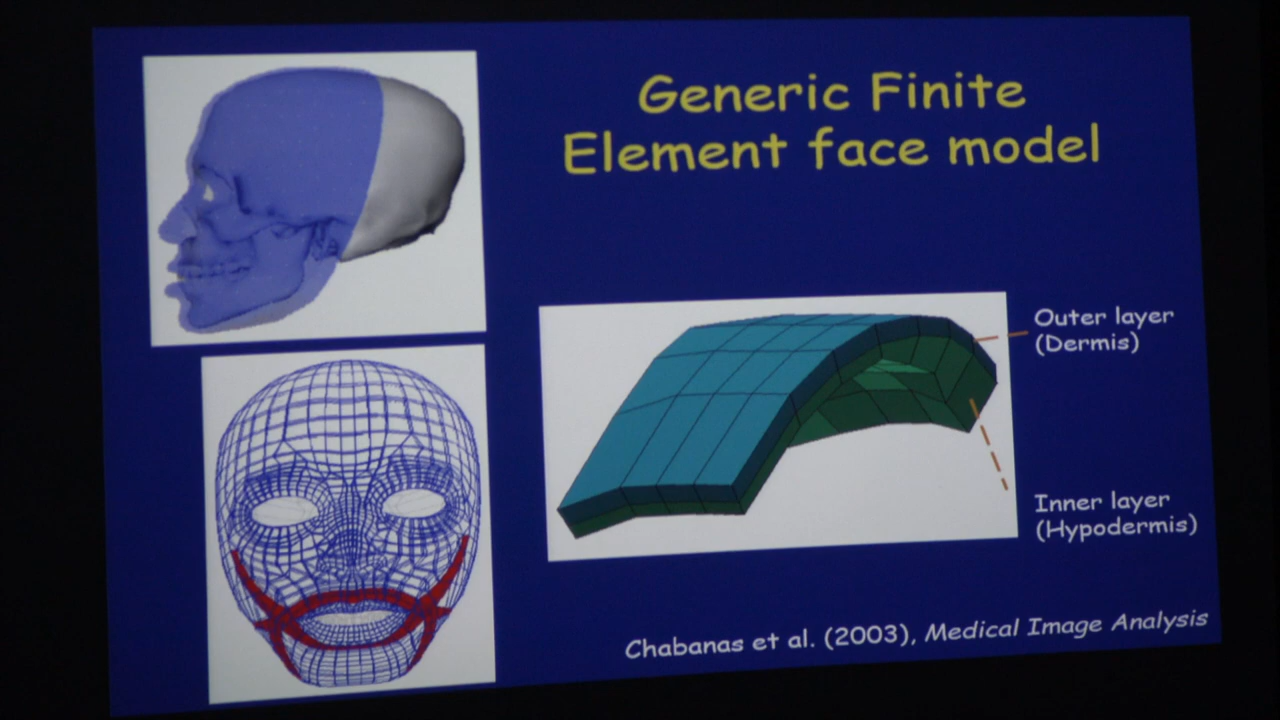 Generic Finite
Element face model
Outer layer
(Dermis)
Inner layer
(Hypodermis)
Chabanas et al. (2003), Medical Image Analysis